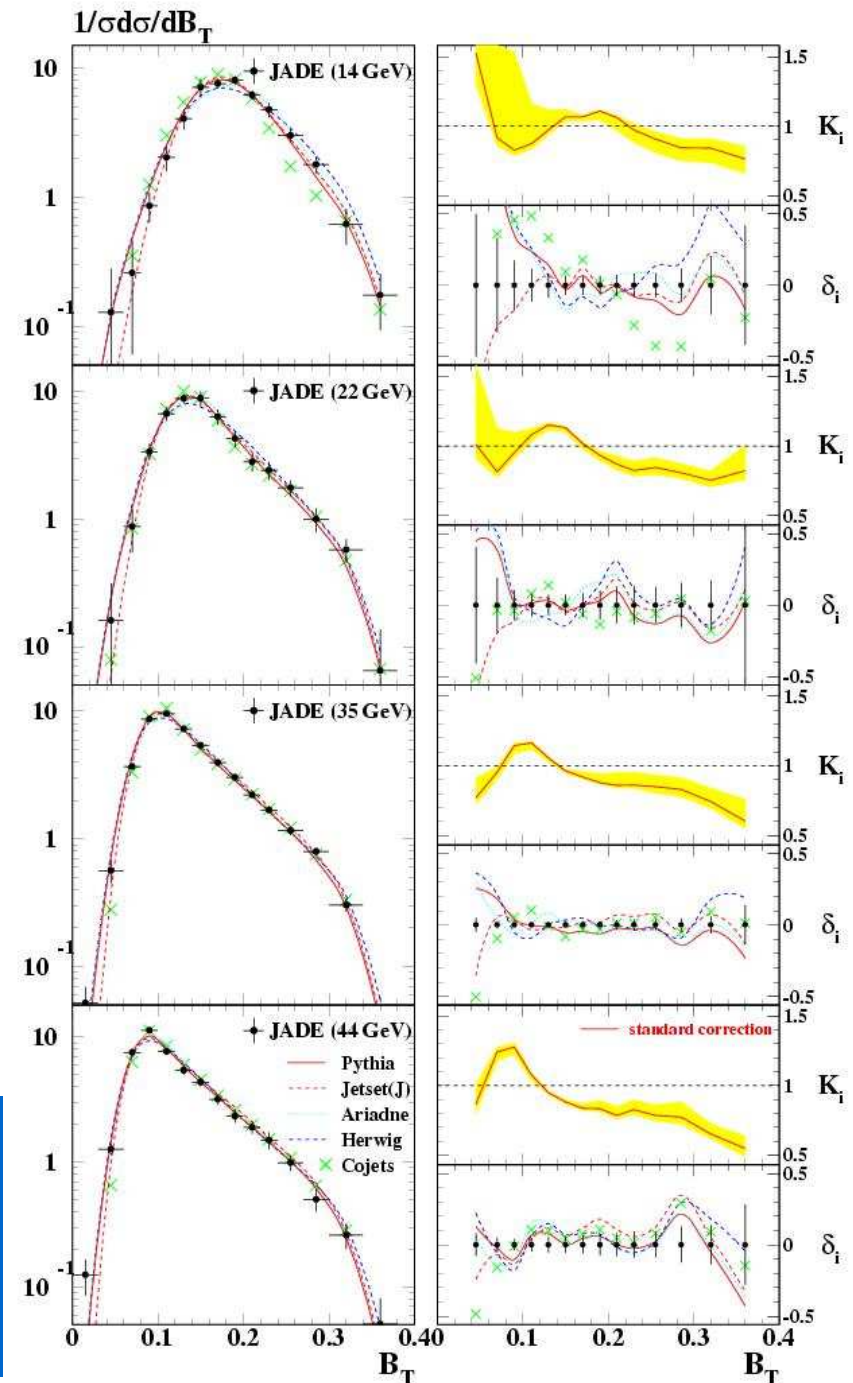 1/σdσ/dB_T
10
1
10 -1
JADE (14 GeV)
1.5
1
0.5
K_i
0.5
0
-0.5
δ_i
10
1
10 -1
JADE (22 GeV)
1.5
1
0.5
K_i
0.5
0
-0.5
δ_i
10
1
10 -1
JADE (35 GeV)
1.5
1
0.5
K_i
0.5
0
-0.5
δ_i
10
1
10 -1
JADE (44 GeV)
Pythia
Jetset(J)
Ariadne
Herwig
Cojets
standard correction
1.5
1
0.5
K_i
0.5
0
-0.5
δ_i
0 0.1 0.2 0.3 0.4
B_T
0 0.1 0.2 0.3 0.4
B_T